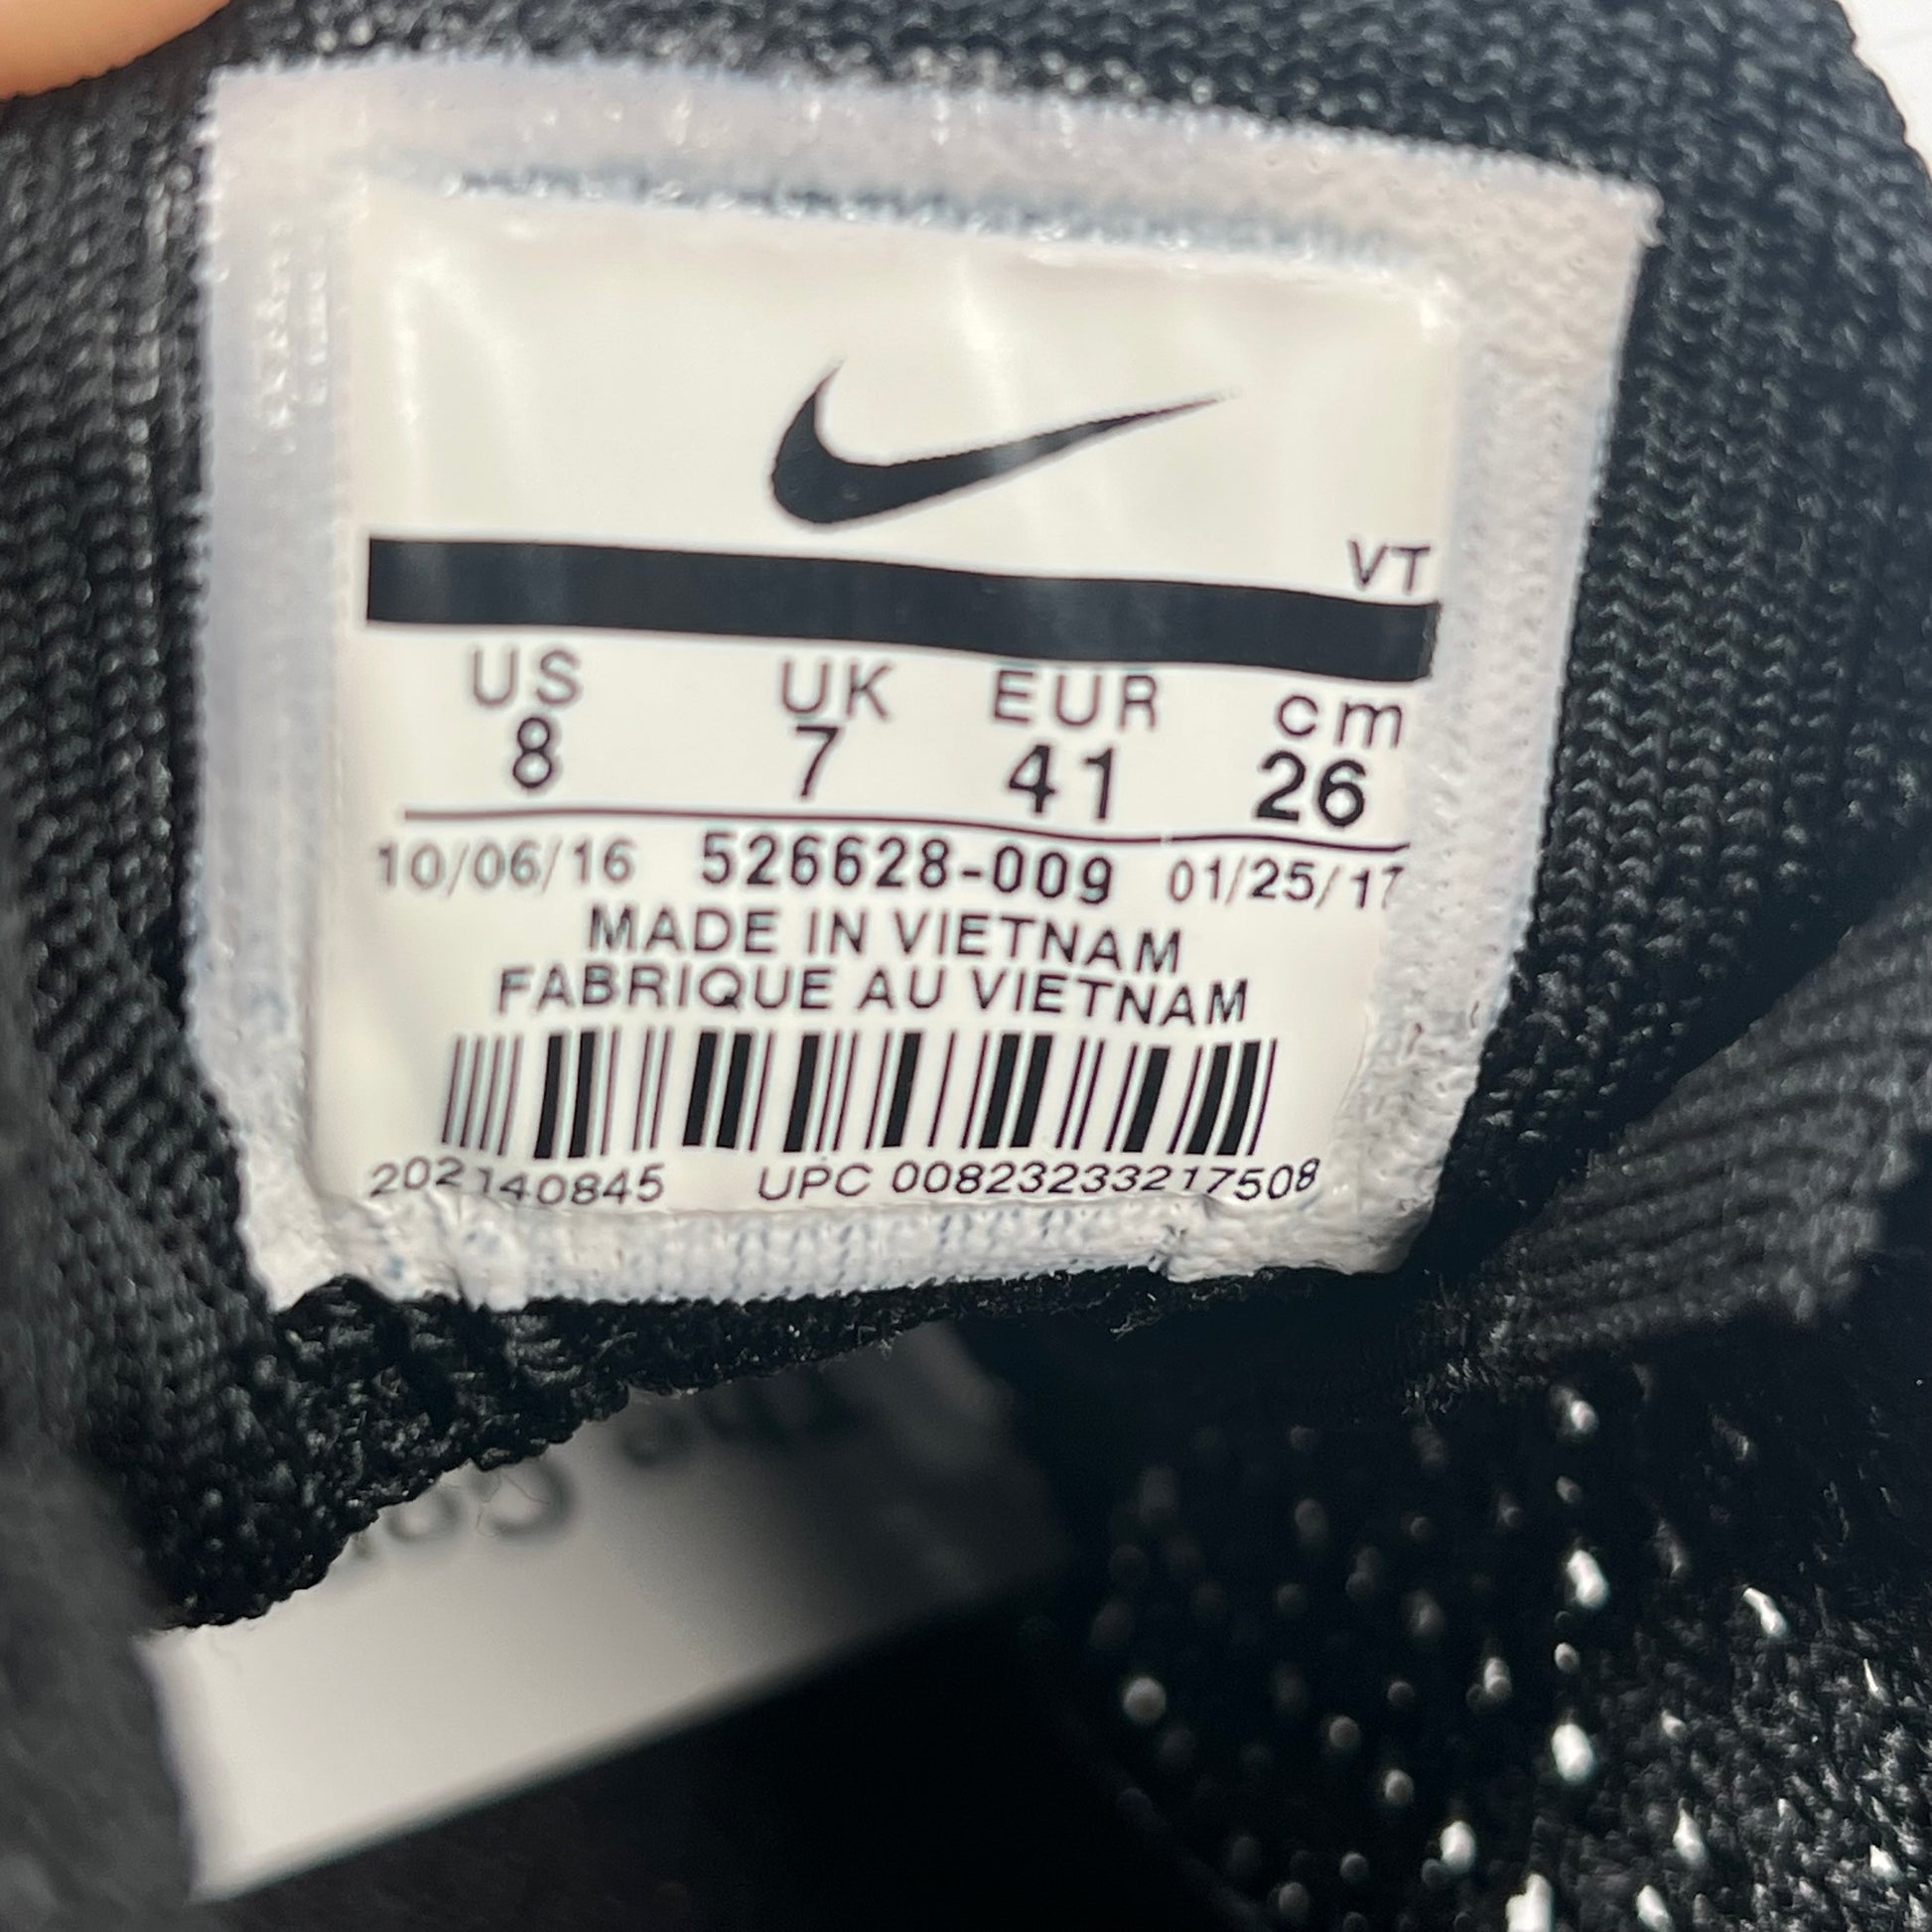 VT
US UK EUR cm
8 7 41 26
10/06/16 526628-009 01/25/17
MADE IN VIETNAM
FABRIQUE AU VIETNAM
202140845 UPC 00823233217508